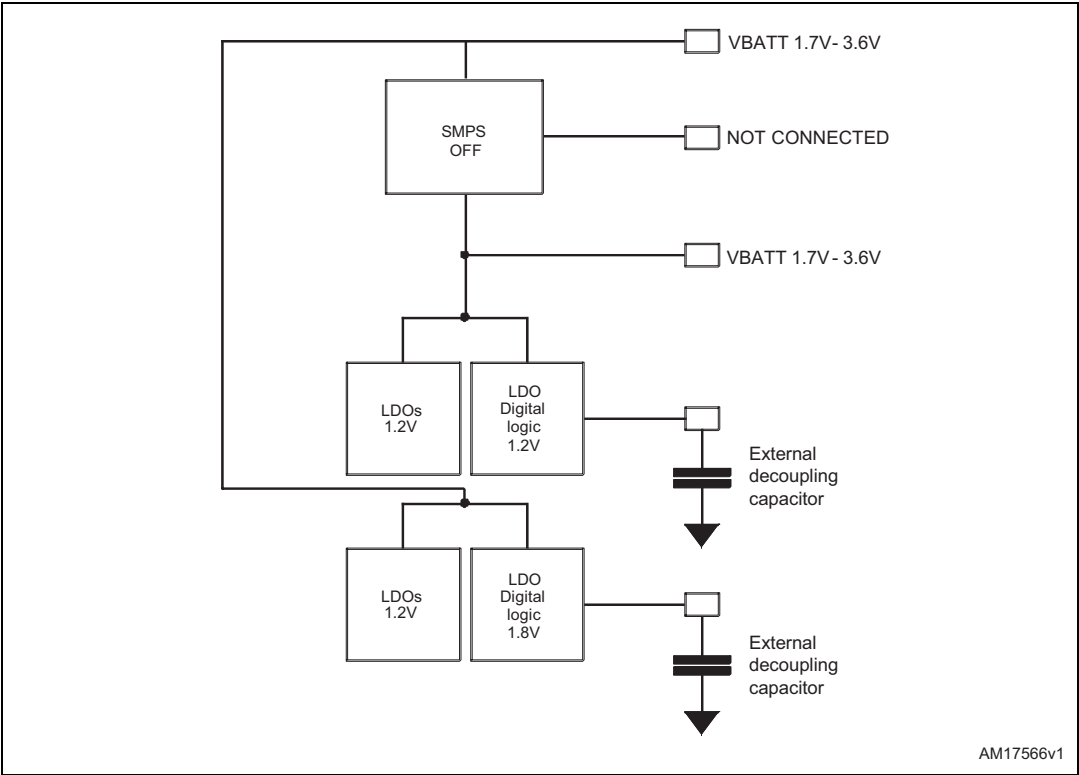 VBATT 1.7V- 3.6V
SMPS
OFF
NOT CONNECTED
VBATT 1.7V - 3.6V
LDOs
1.2V
LDO
Digital
logic
1.2V
External
decoupling
capacitor
LDOs
1.2V
LDO
Digital
logic
1.8V
External
decoupling
capacitor
AM17566v1